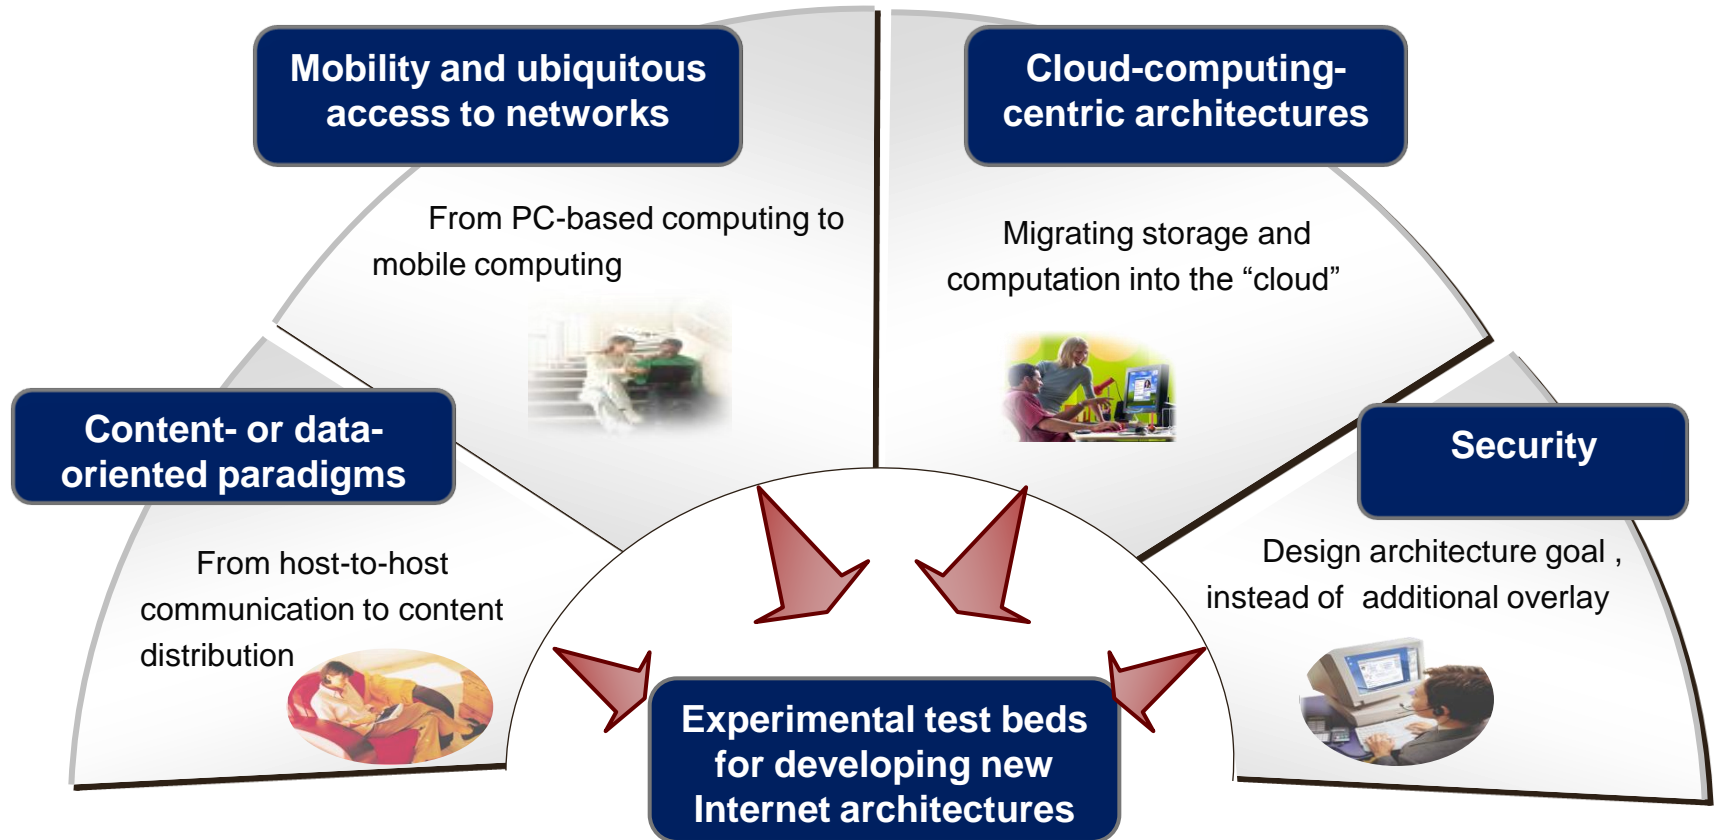 Mobility and ubiquitous
access to networks
Cloud-computing-
centric architectures
From PC-based computing to
mobile computing
Migrating storage and
computation into the “cloud”
Content- or data-
oriented paradigms
Security
From host-to-host
communication to content
distribution
Design architecture goal ,
instead of additional overlay
Experimental test beds
for developing new
Internet architectures